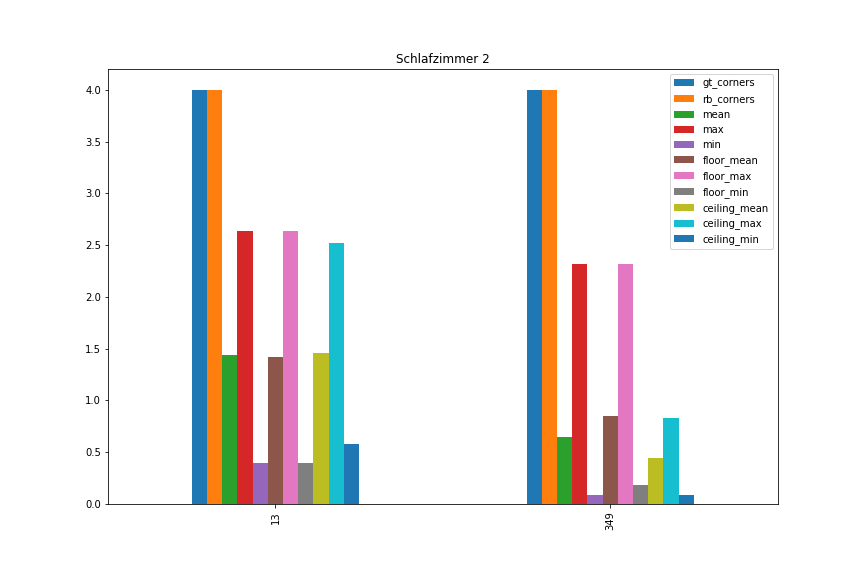 Schlafzimmer 2
4.0
3.5
3.0
2.5
2.0
1.5
1.0
0.5
0.0
13
349
gt_corners
rb_corners
mean
max
min
floor_mean
floor_max
floor_min
ceiling_mean
ceiling_max
ceiling_min